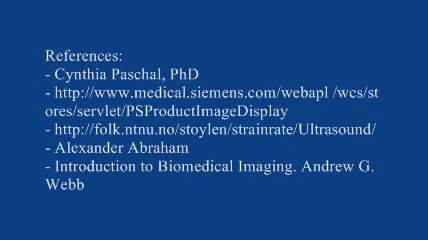 References:
- Cynthia Paschal, PhD
- http://www.medical.siemens.com/webapl /wcs/st
ores/servlet/PSProductImageDisplay
- http://folk.ntnu.no/stoylen/strainrate/Ultrasound/
- Alexander Abraham
- Introduction to Biomedical Imaging. Andrew G.
Webb